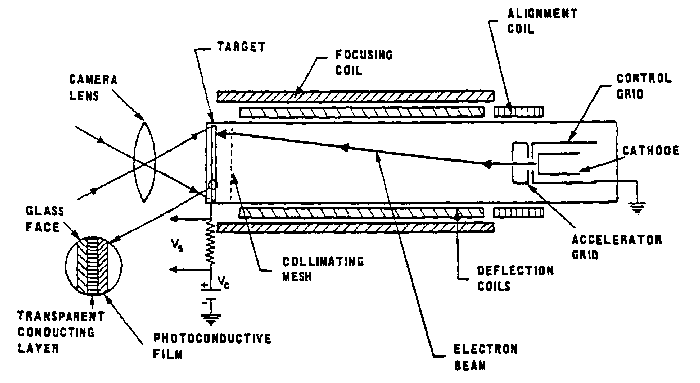 ALIGNMENT
COIL
TARGET
FOCUSING
COIL
CAMERA
LENS
CONTROL
GRID
CATHODE
GLASS
FACE
ACCELERATOR
GRID
Vs
COLLIMATING
MESH
DEFLECTION
COILS
+ Vc
-
TRANSPARENT
CONDUCTING
LAYER
PHOTOCONDUCTIVE
FILM
ELECTRON
BEAM